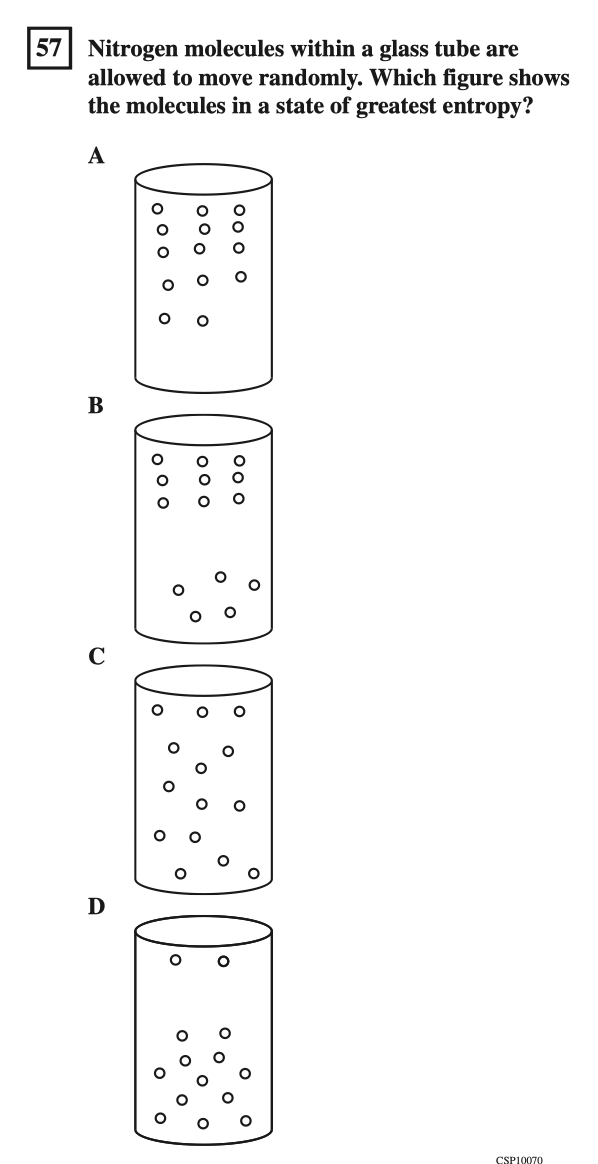 57 Nitrogen molecules within a glass tube are
allowed to move randomly. Which figure shows
the molecules in a state of greatest entropy?
A
B
C
D
CSP10070